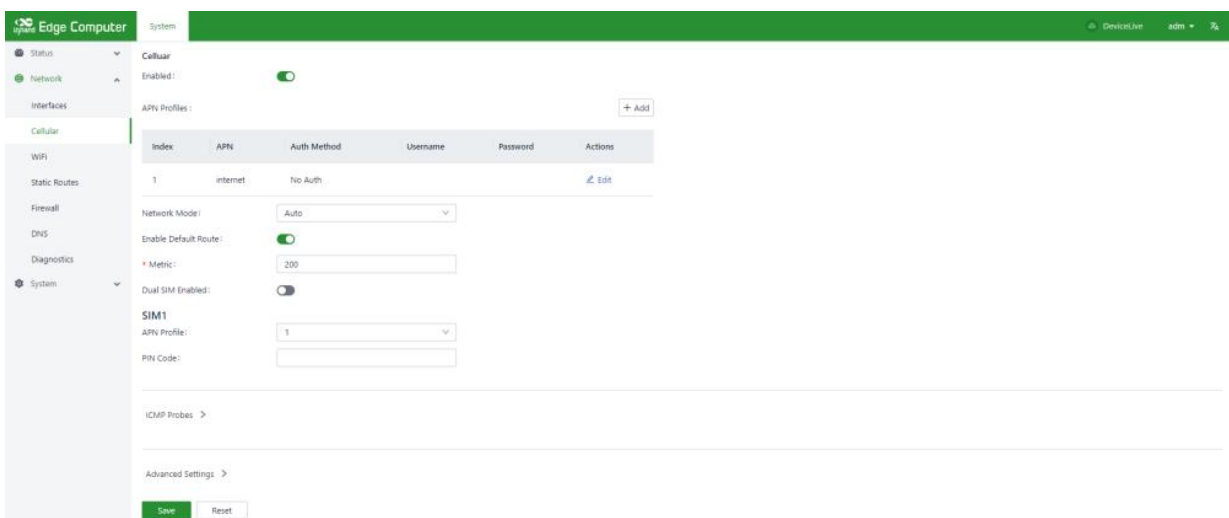 Edge Computer
System
DeviceLive
adm
Status
Network
Interfaces
Cellular
WiFi
Static Routes
Firewall
DNS
Diagnostics
System
Celluar
Enabled :
APN Profiles :
+ Add
Index APN Auth Method Username Password Actions
1 internet No Auth Edit
Network Mode : Auto
Enable Default Route :
* Metric : 200
Dual SIM Enabled :
SIM1
APN Profile : 1
PIN Code :
ICMP Probes >
Advanced Settings >
Save Reset